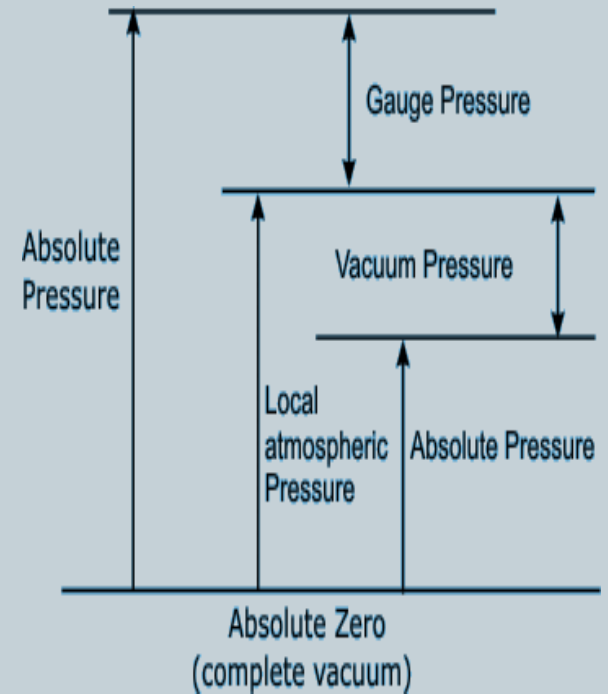 Gauge Pressure
Absolute
Pressure
Vacuum Pressure
Local
atmospheric
Pressure
Absolute Pressure
Absolute Zero
(complete vacuum)